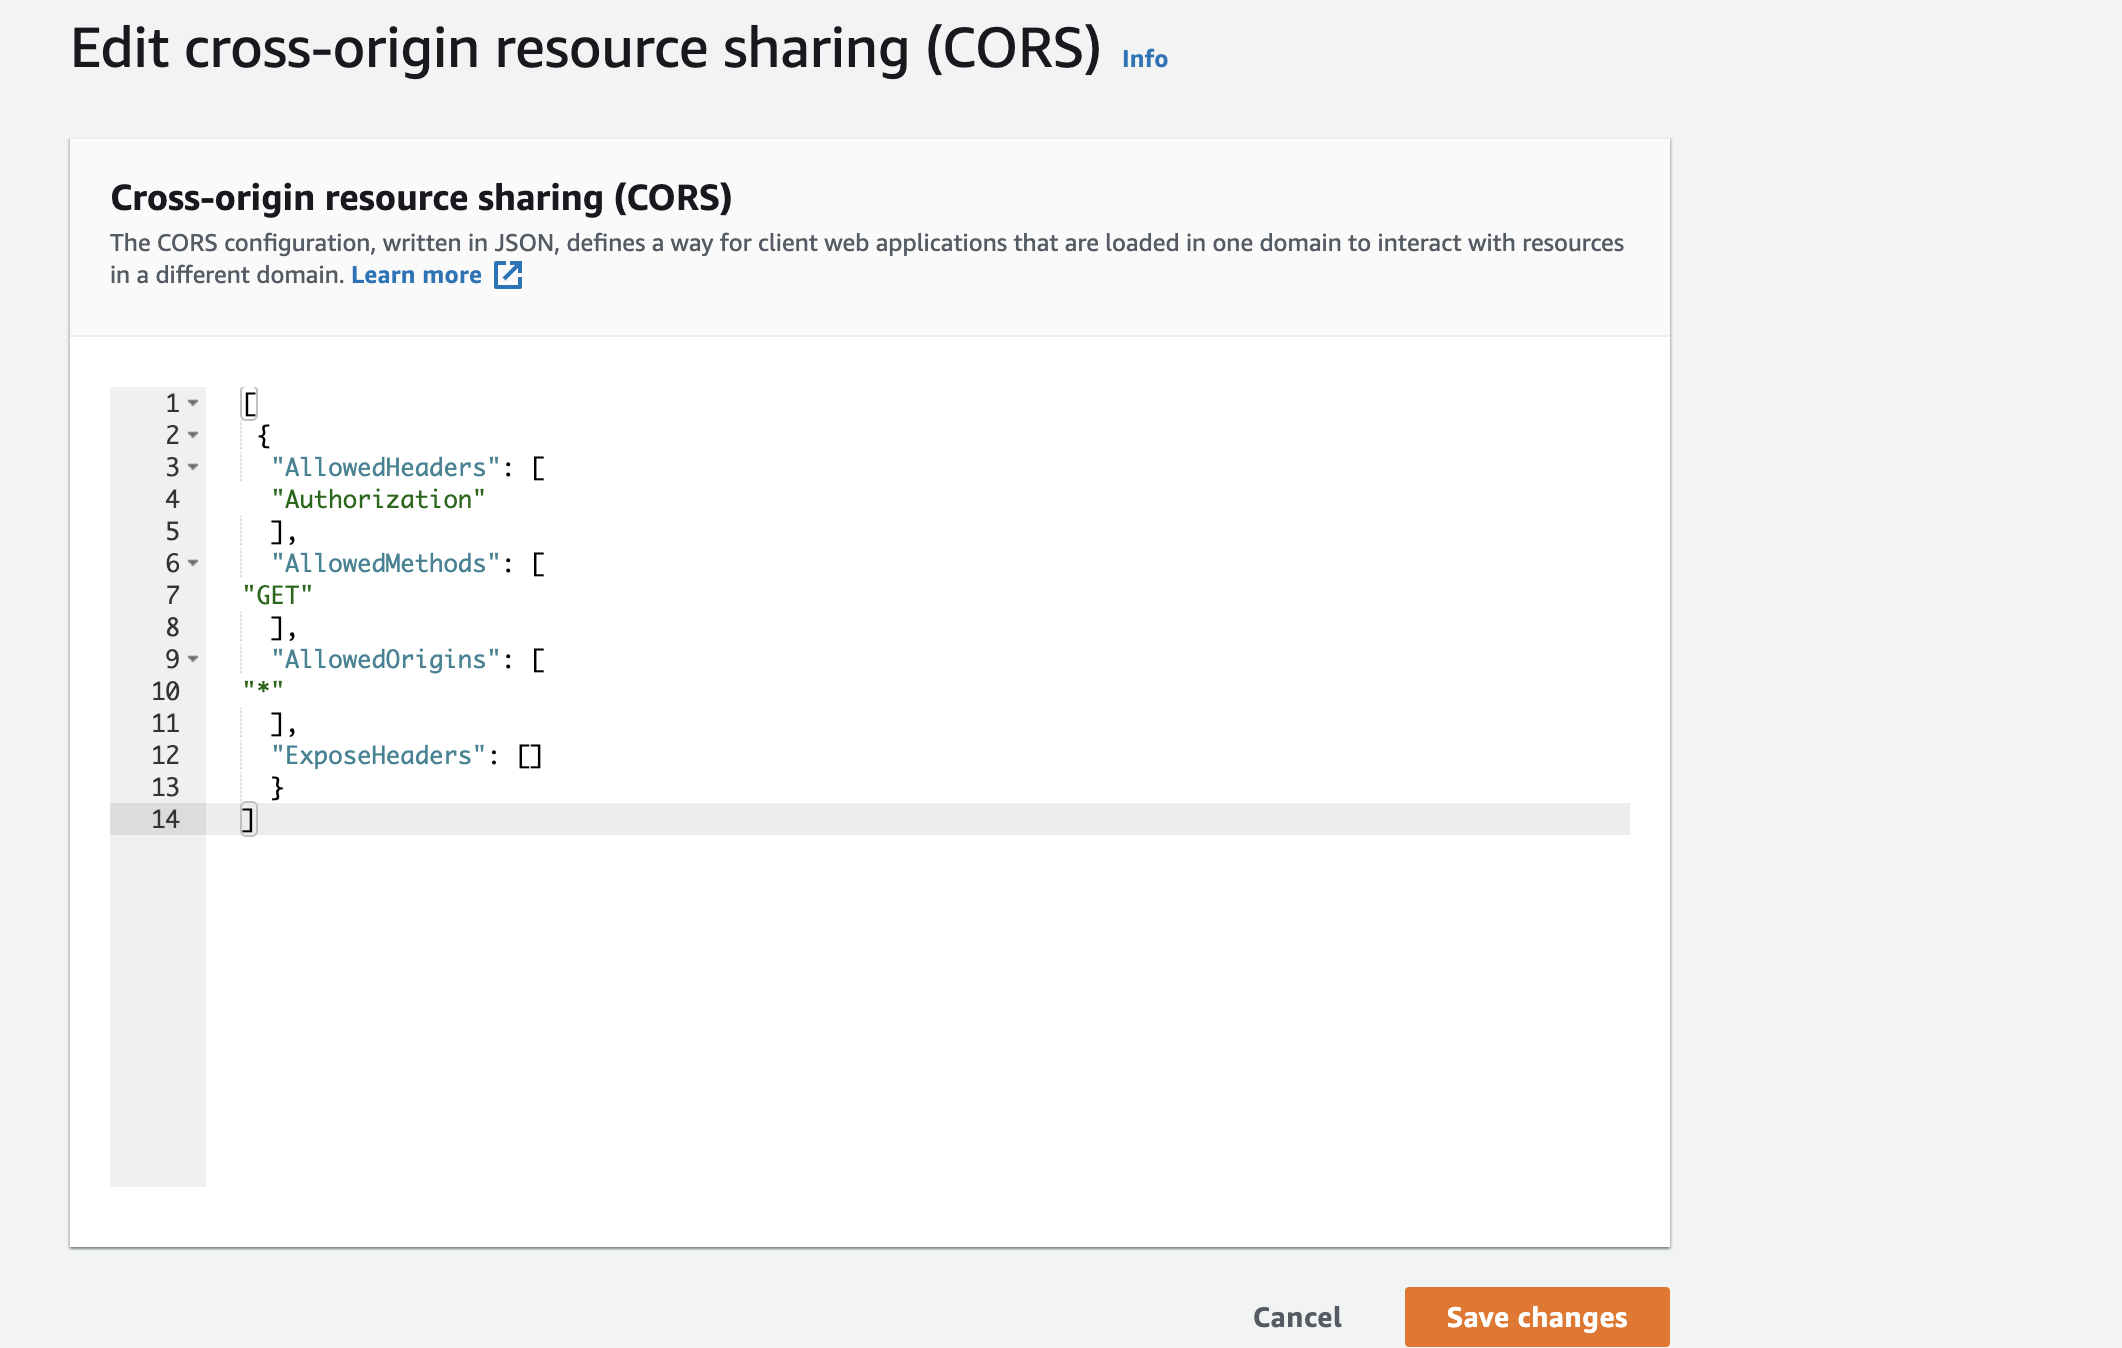 Edit cross-origin resource sharing (CORS) Info
Cross-origin resource sharing (CORS)
The CORS configuration, written in JSON, defines a way for client web applications that are loaded in one domain to interact with resources
in a different domain. Learn more
1 [
2 {
3 "AllowedHeaders": [
4 "Authorization"
5 ],
6 "AllowedMethods": [
7 "GET"
8 ],
9 "AllowedOrigins": [
10 "*"
11 ],
12 "ExposeHeaders": []
13 }
14 ]
Cancel Save changes